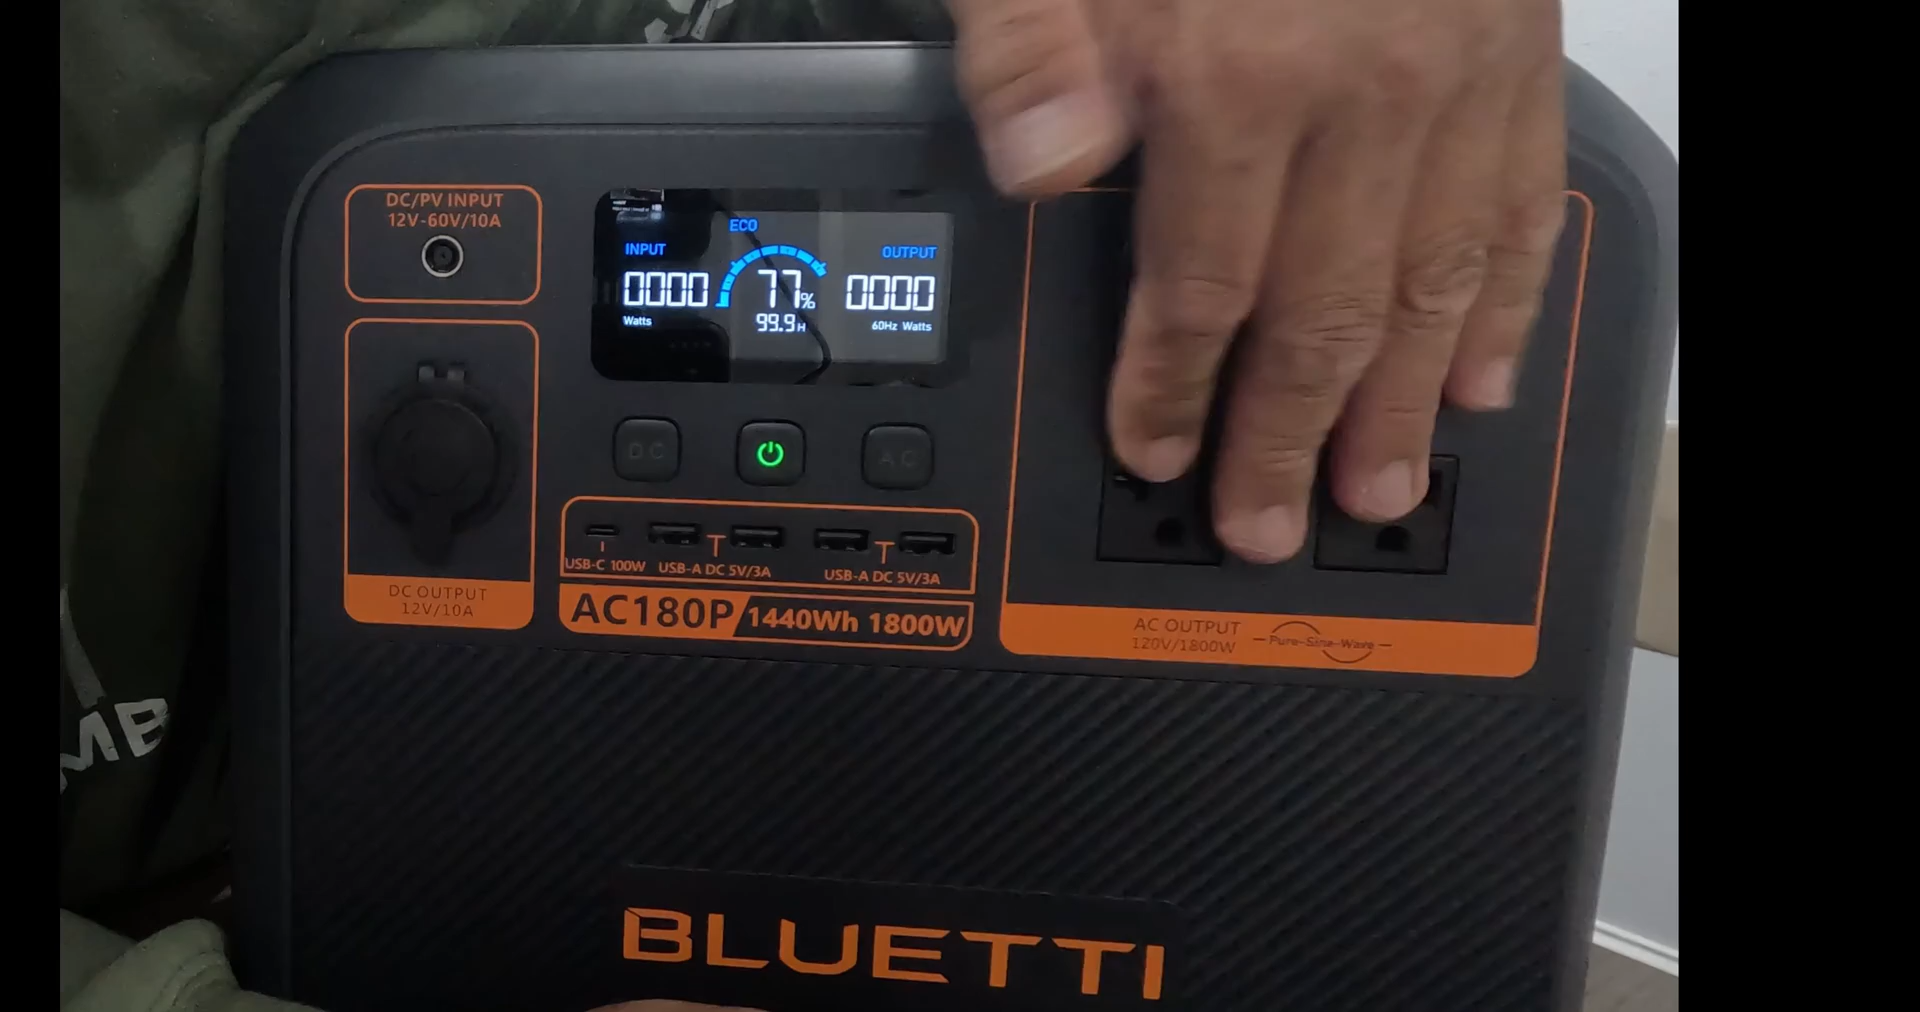 DC/PV INPUT
12V-60V/10A
ECO
INPUT
OUTPUT
0000
77%
0000
Watts
99.9H
60Hz Watts
DC
AC
USB-C 100W
USB-A DC 5V/3A
USB-A DC 5V/3A
DC OUTPUT
12V/10A
AC180P
1440Wh 1800W
AC OUTPUT
120V/1800W
Pure-Sine-Wave
MB
BLUETTI